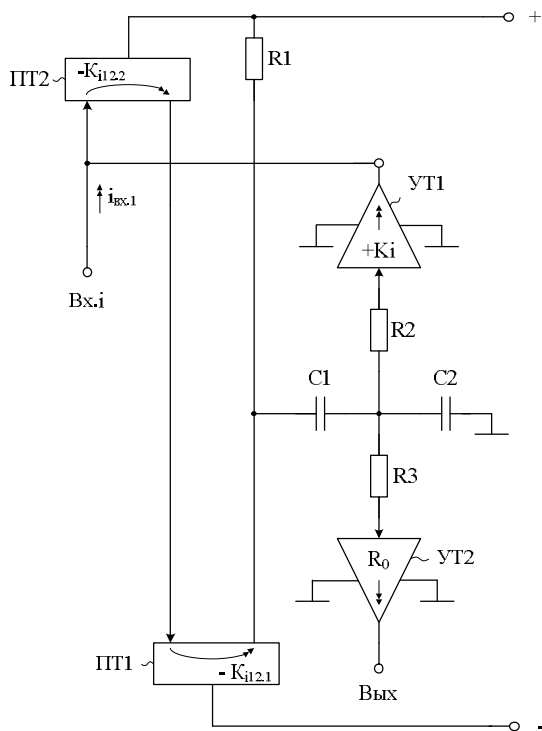 +
R1
ПТ2
-Ki12.2
УТ1
iвх.1
+Ki
Вх.i
R2
C1
C2
R3
R0
УТ2
ПТ1
- Ki12.1
Вых
-